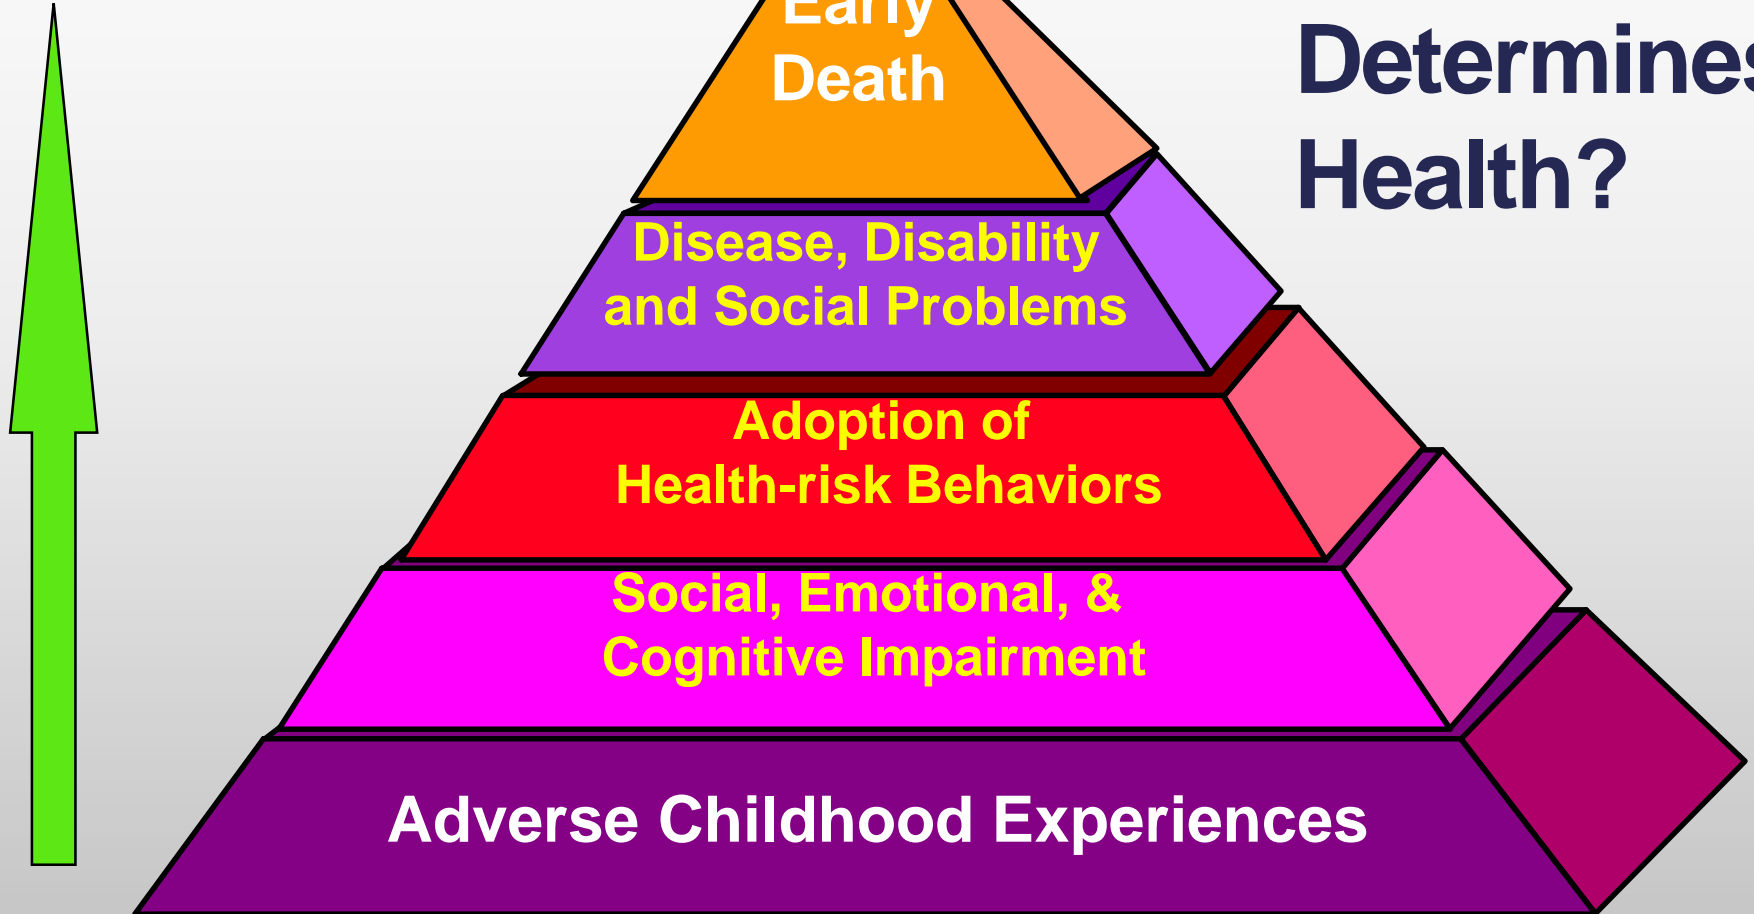 Early
Death
Determines
Health?
Disease, Disability
and Social Problems
Adoption of
Health-risk Behaviors
Social, Emotional, &
Cognitive Impairment
Adverse Childhood Experiences